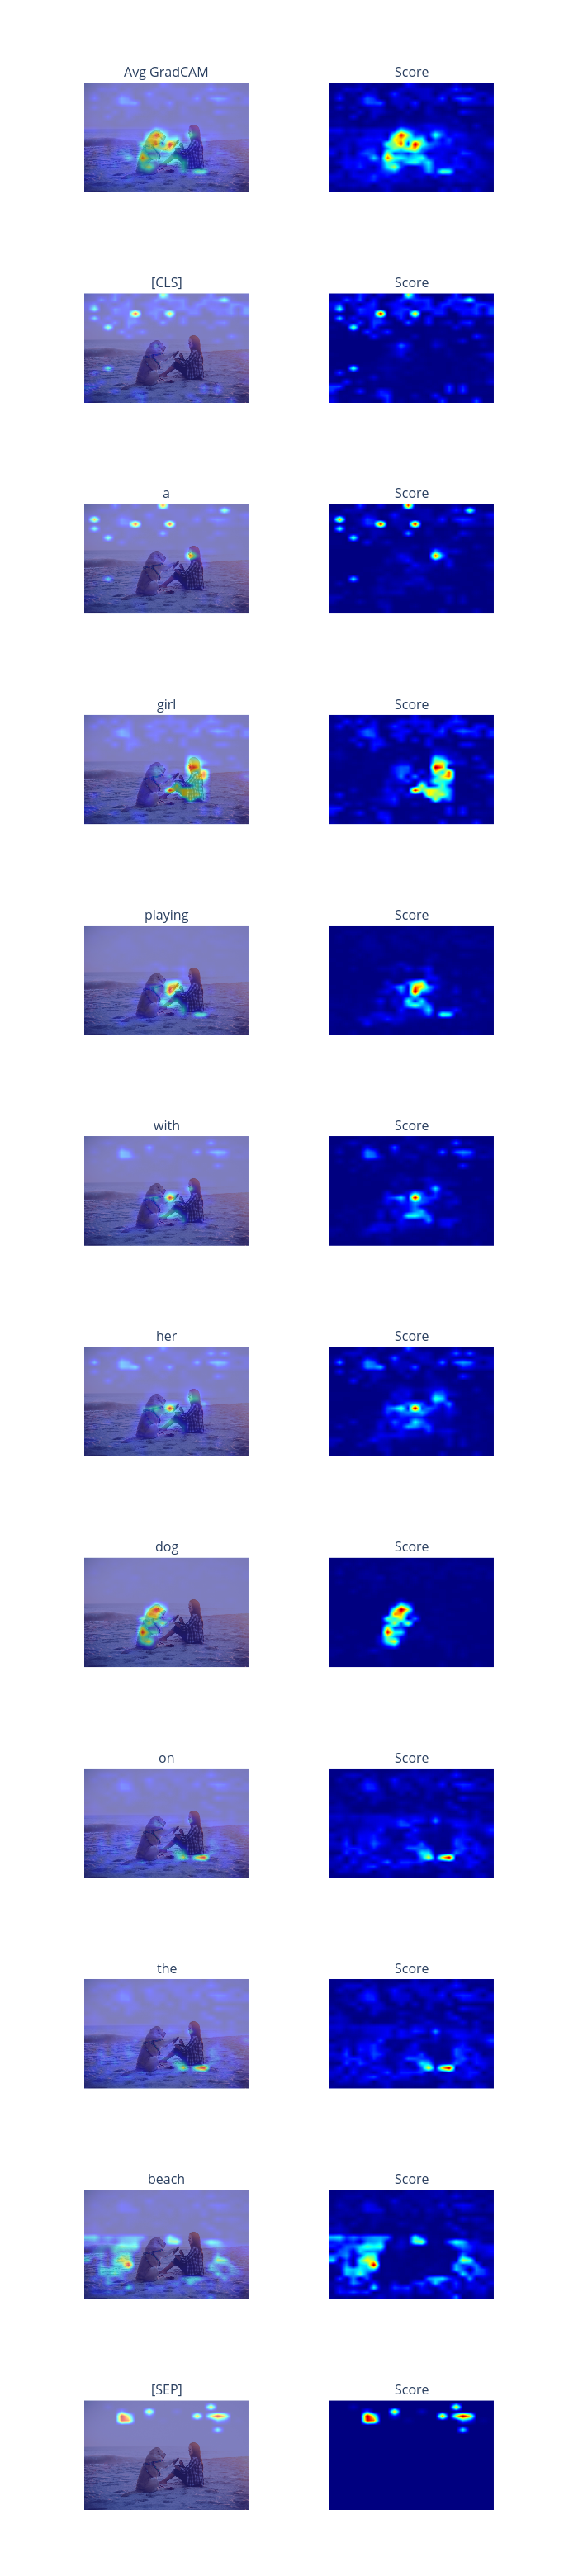 Avg GradCAM Score
[CLS] Score
a Score
girl Score
playing Score
with Score
her Score
dog Score
on Score
the Score
beach Score
[SEP] Score